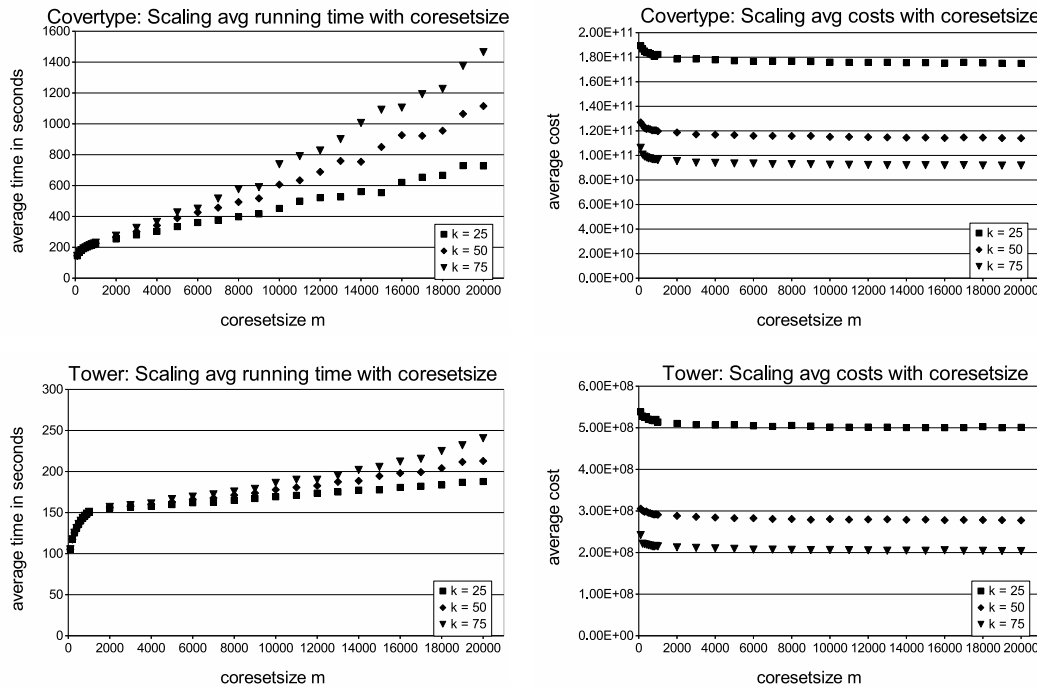 Covertype: Scaling avg running time with coresetsize
1600
1400
1200
1000
800
600
400
200
0
average time in seconds
k = 25
k = 50
k = 75
0 2000 4000 6000 8000 10000 12000 14000 16000 18000 20000
coresetsize m
Covertype: Scaling avg costs with coresetsize
2.00E+11
1.80E+11
1.60E+11
1.40E+11
1.20E+11
1.00E+11
8.00E+10
6.00E+10
4.00E+10
2.00E+10
0.00E+00
average cost
k = 25
k = 50
k = 75
0 2000 4000 6000 8000 10000 12000 14000 16000 18000 20000
coresetsize m
Tower: Scaling avg running time with coresetsize
300
250
200
150
100
50
0
average time in seconds
k = 25
k = 50
k = 75
0 2000 4000 6000 8000 10000 12000 14000 16000 18000 20000
coresetsize m
Tower: Scaling avg costs with coresetsize
6.00E+08
5.00E+08
4.00E+08
3.00E+08
2.00E+08
1.00E+08
0.00E+00
average cost
k = 25
k = 50
k = 75
0 2000 4000 6000 8000 10000 12000 14000 16000 18000 20000
coresetsize m